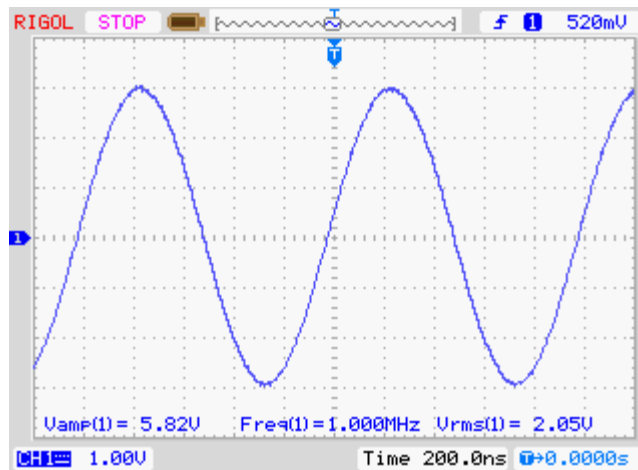 RIGOL STOP T 1 520mV
T
1
Vamp(1)= 5.82V Freq(1)=1.000MHz Vrms(1)= 2.05V
CH1 1.00V Time 200.0ns T→0.0000s